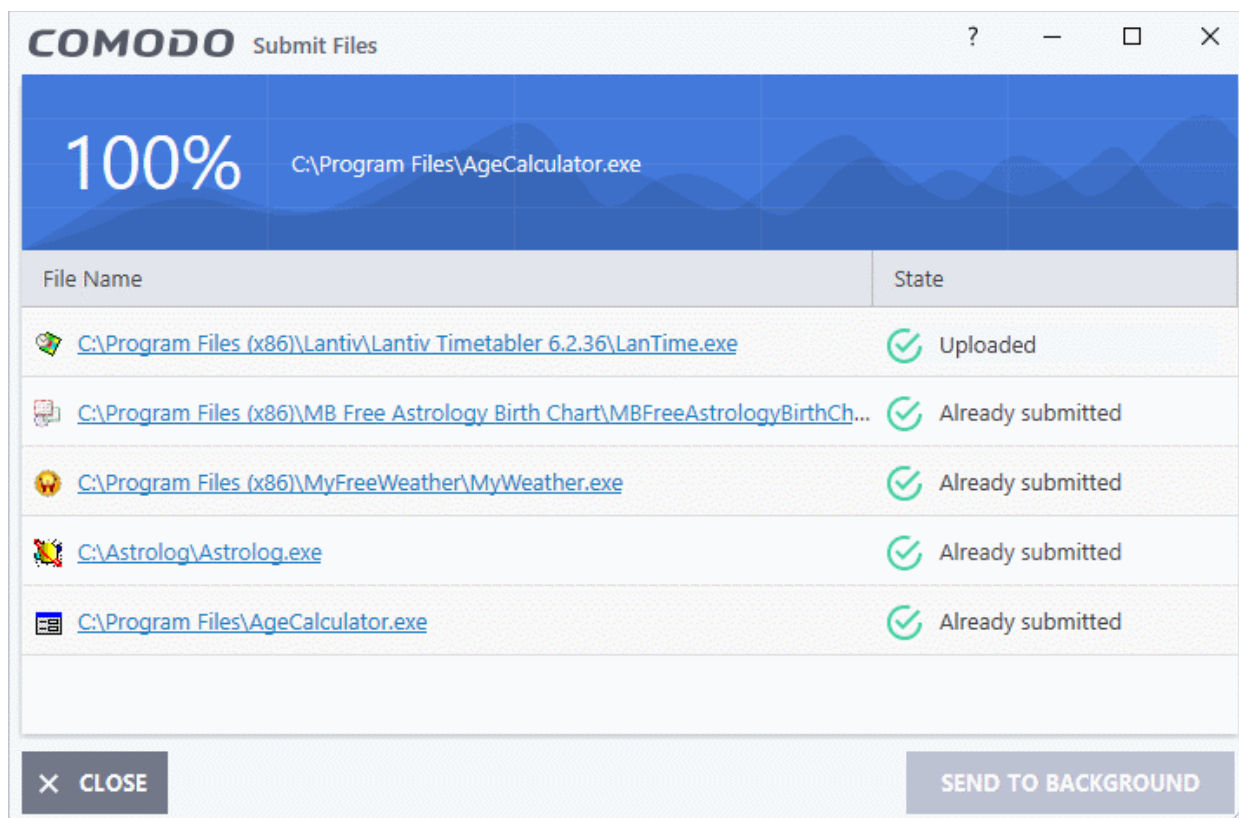 COMODO Submit Files
?
100% C:\Program Files\AgeCalculator.exe
File Name State
C:\Program Files (x86)\Lantiv\Lantiv Timetabler 6.2.36\LanTime.exe Uploaded
C:\Program Files (x86)\MB Free Astrology Birth Chart\MBFreeAstrologyBirthCh... Already submitted
C:\Program Files (x86)\MyFreeWeather\MyWeather.exe Already submitted
C:\Astrolog\Astrolog.exe Already submitted
C:\Program Files\AgeCalculator.exe Already submitted
CLOSE SEND TO BACKGROUND